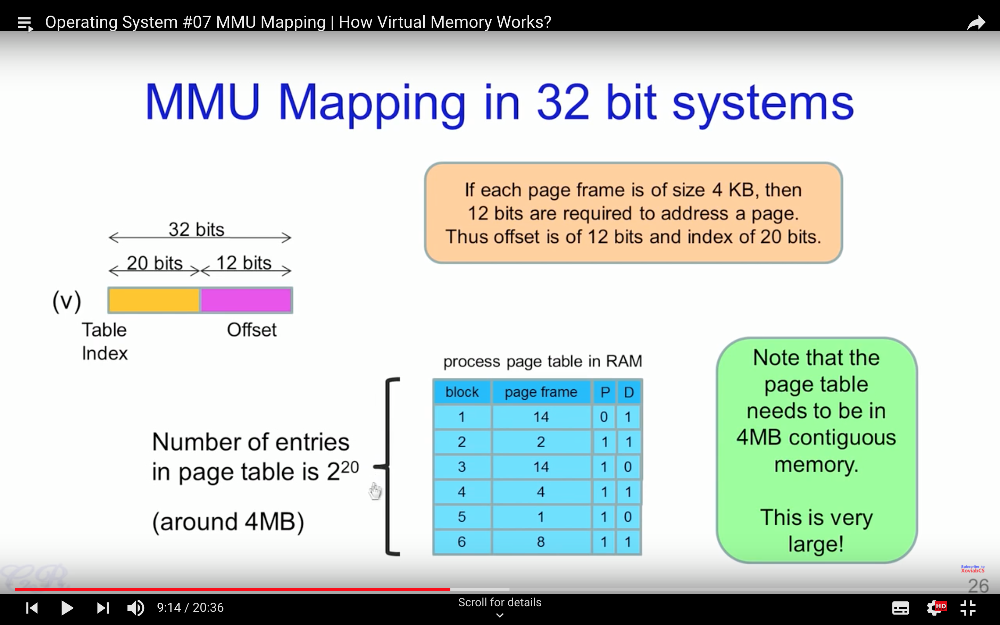 Operating System #07 MMU Mapping | How Virtual Memory Works?
MMU Mapping in 32 bit systems
If each page frame is of size 4 KB, then
12 bits are required to address a page.
Thus offset is of 12 bits and index of 20 bits.
32 bits
20 bits 12 bits
(v)
Table
Index
Offset
process page table in RAM
block page frame P D
1 14 0 1
2 2 1 1
3 14 1 0
4 4 1 1
5 1 1 0
6 8 1 1
Number of entries
in page table is 2²⁰
(around 4MB)
Note that the
page table
needs to be in
4MB contiguous
memory.
This is very
large!
Subscribe to
XoviabCS
26
9:14 / 20:36
Scroll for details
HD